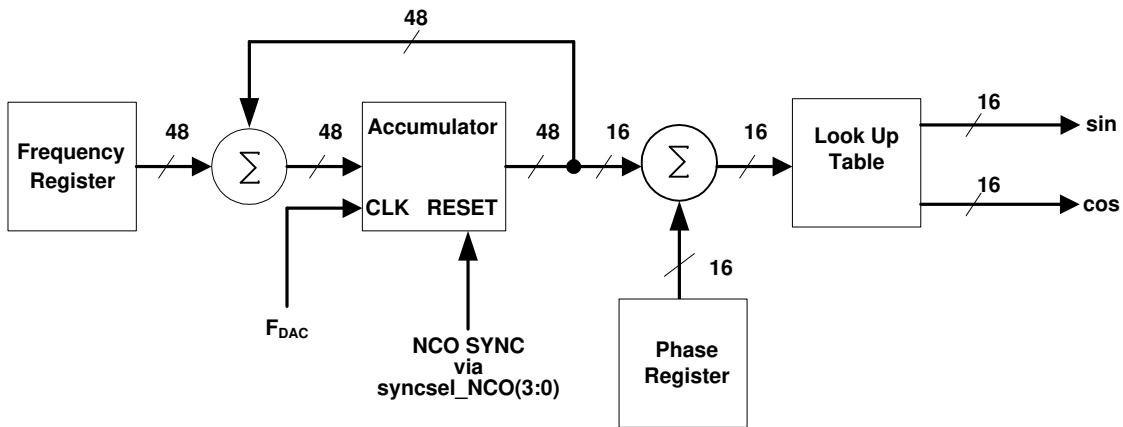 48
Frequency
Register
48
Σ
48
Accumulator
CLK RESET
48
16
Σ
16
Look Up
Table
16
sin
16
cos
F_DAC
NCO SYNC
via
syncsel_NCO(3:0)
16
Phase
Register